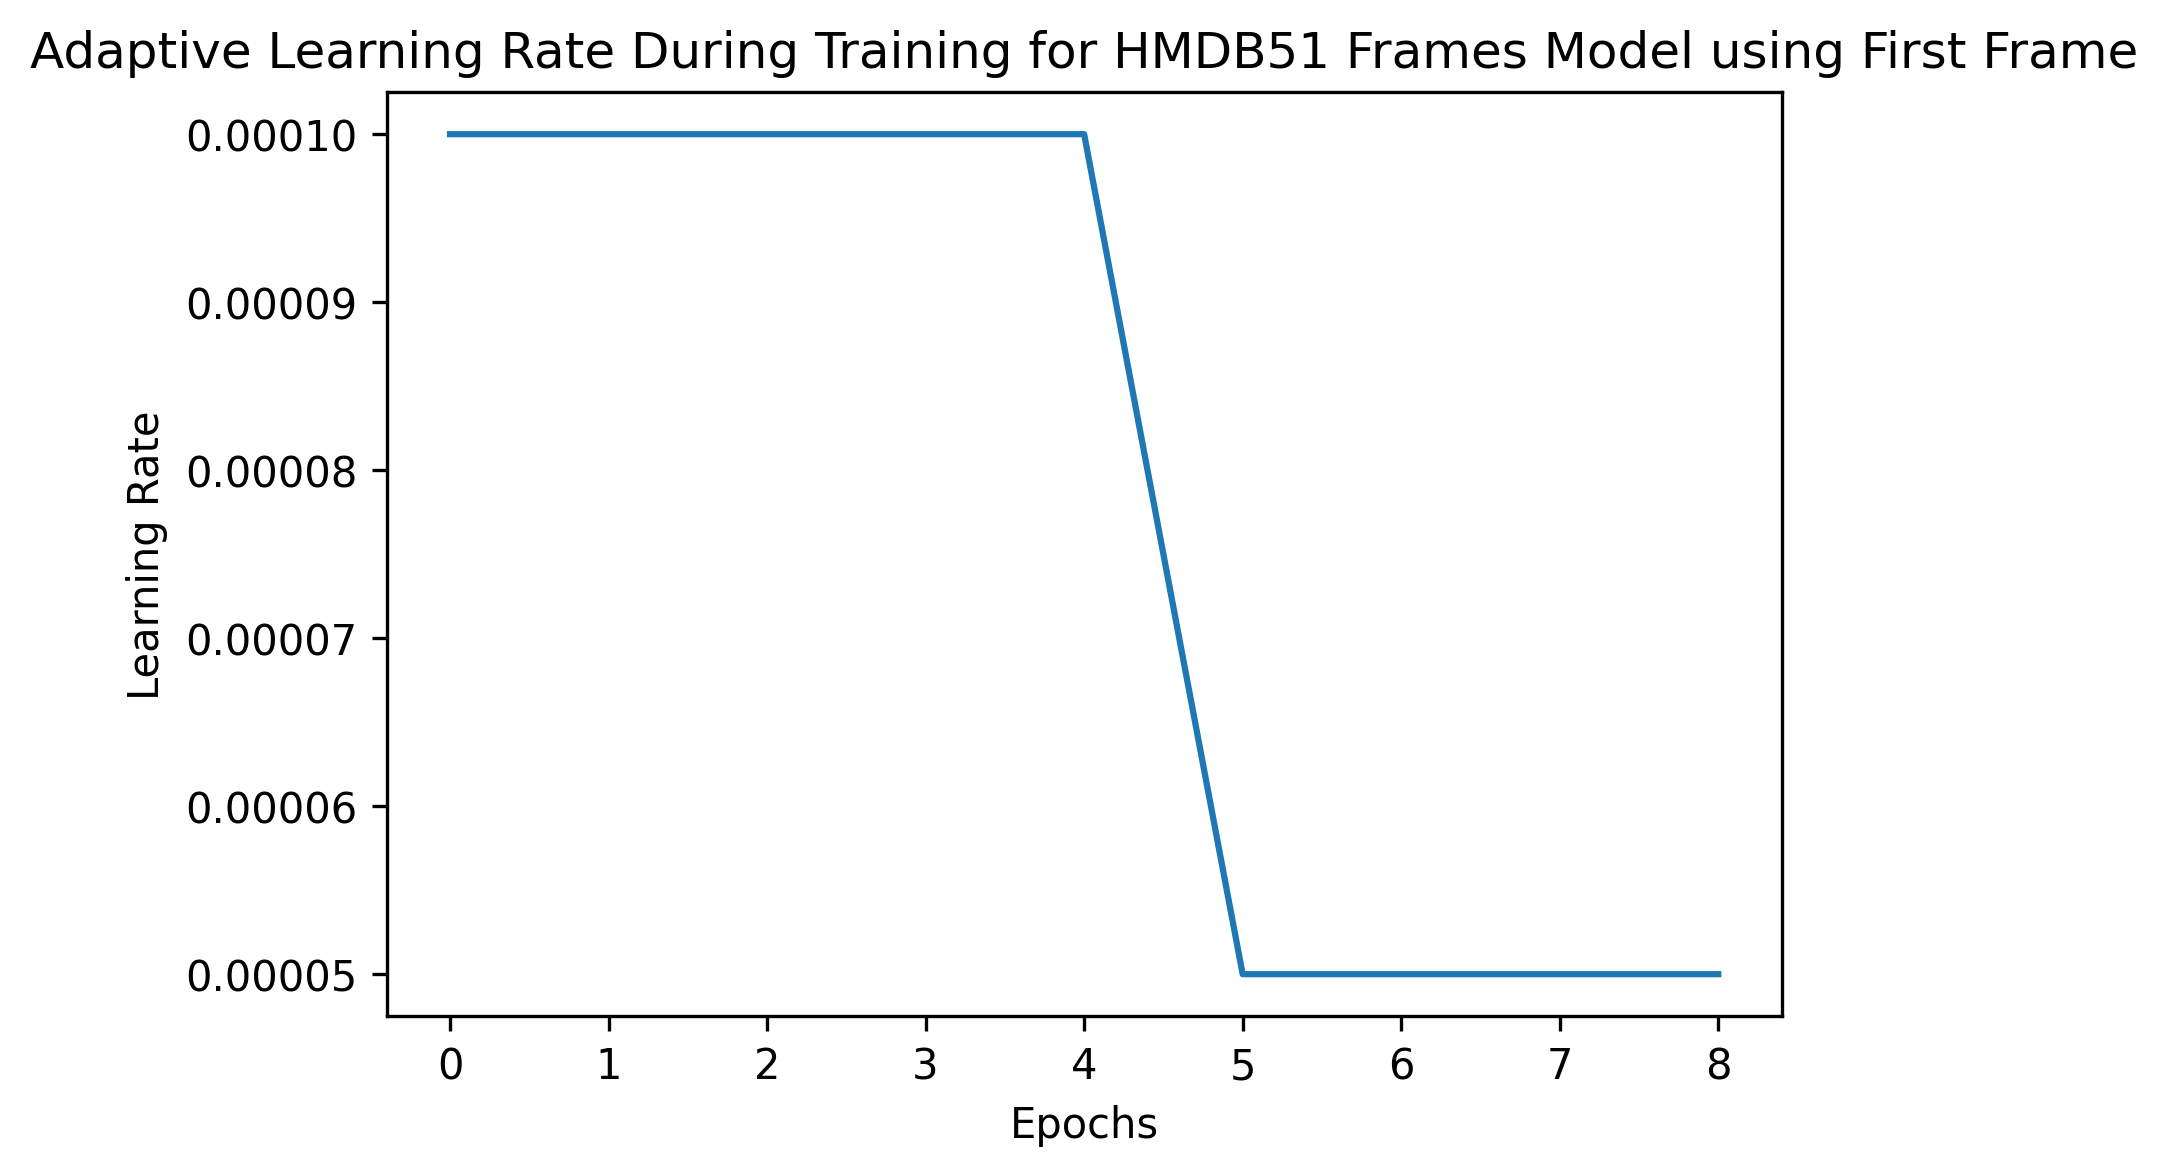 Adaptive Learning Rate During Training for HMDB51 Frames Model using First Frame
0.00010
0.00009
0.00008
0.00007
0.00006
0.00005
Learning Rate
0 1 2 3 4 5 6 7 8
Epochs